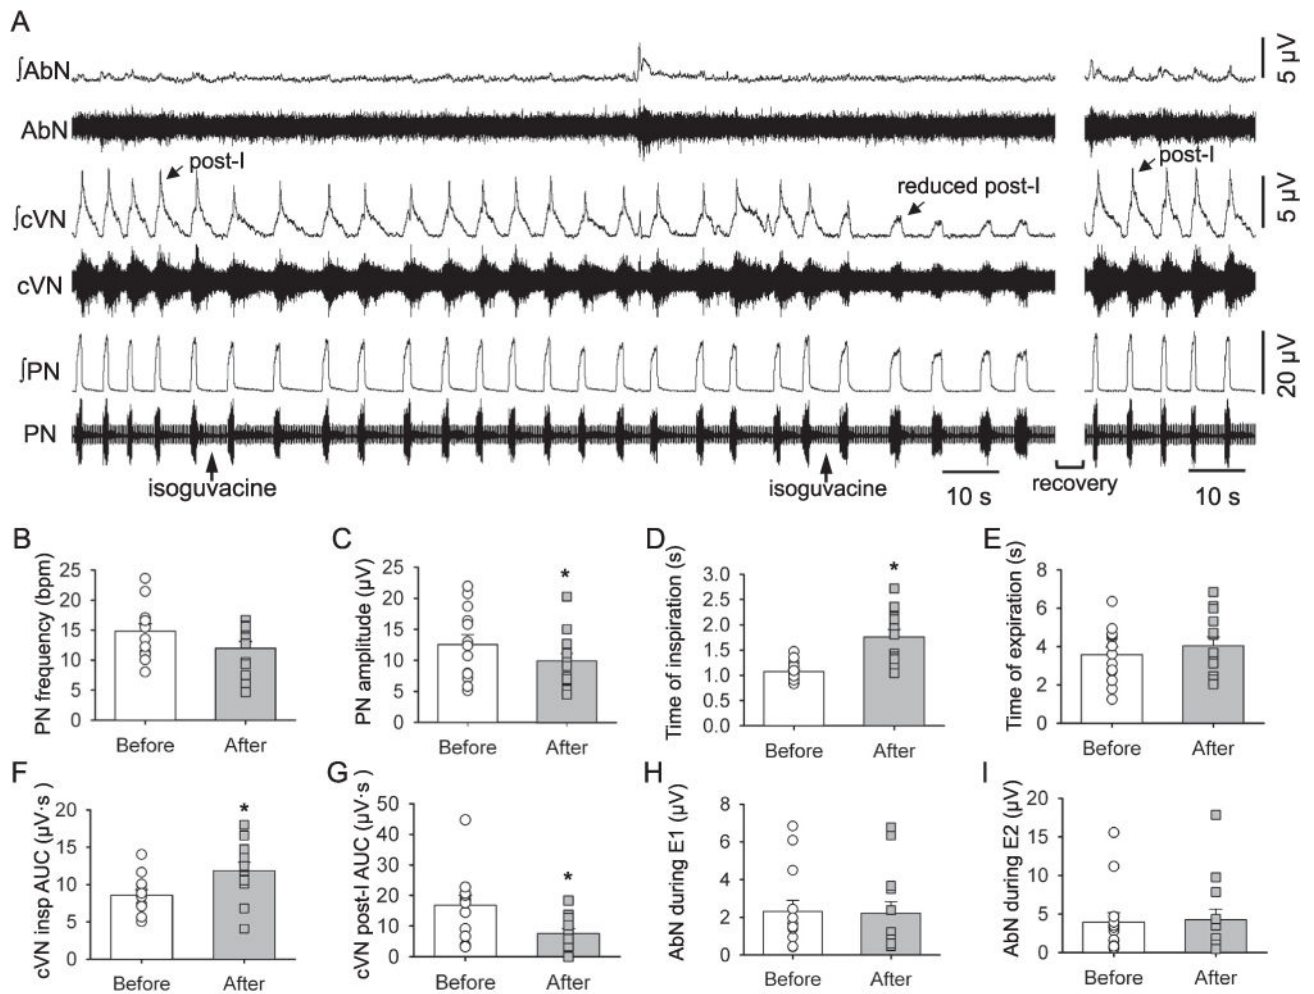 A
∫AbN
5 µV
AbN
post-I
post-I
reduced post-I
∫cVN
5 µV
cVN
∫PN
20 µV
PN
isoguvacine
isoguvacine
10 s
recovery
10 s
B
PN frequency (bpm)
25
20
15
10
5
0
Before
After
C
PN amplitude (µV)
25
20
15
10
5
0
*
Before
After
D
Time of inspiration (s)
3.0
2.5
2.0
1.5
1.0
0.5
0.0
*
Before
After
E
Time of expiration (s)
8
6
4
2
0
Before
After
F
cVN insp AUC (µV·s)
20
15
10
5
0
*
Before
After
G
cVN post-I AUC (µV·s)
50
40
30
20
10
0
*
Before
After
H
AbN during E1 (µV)
8
6
4
2
0
Before
After
I
AbN during E2 (µV)
20
15
10
5
0
Before
After